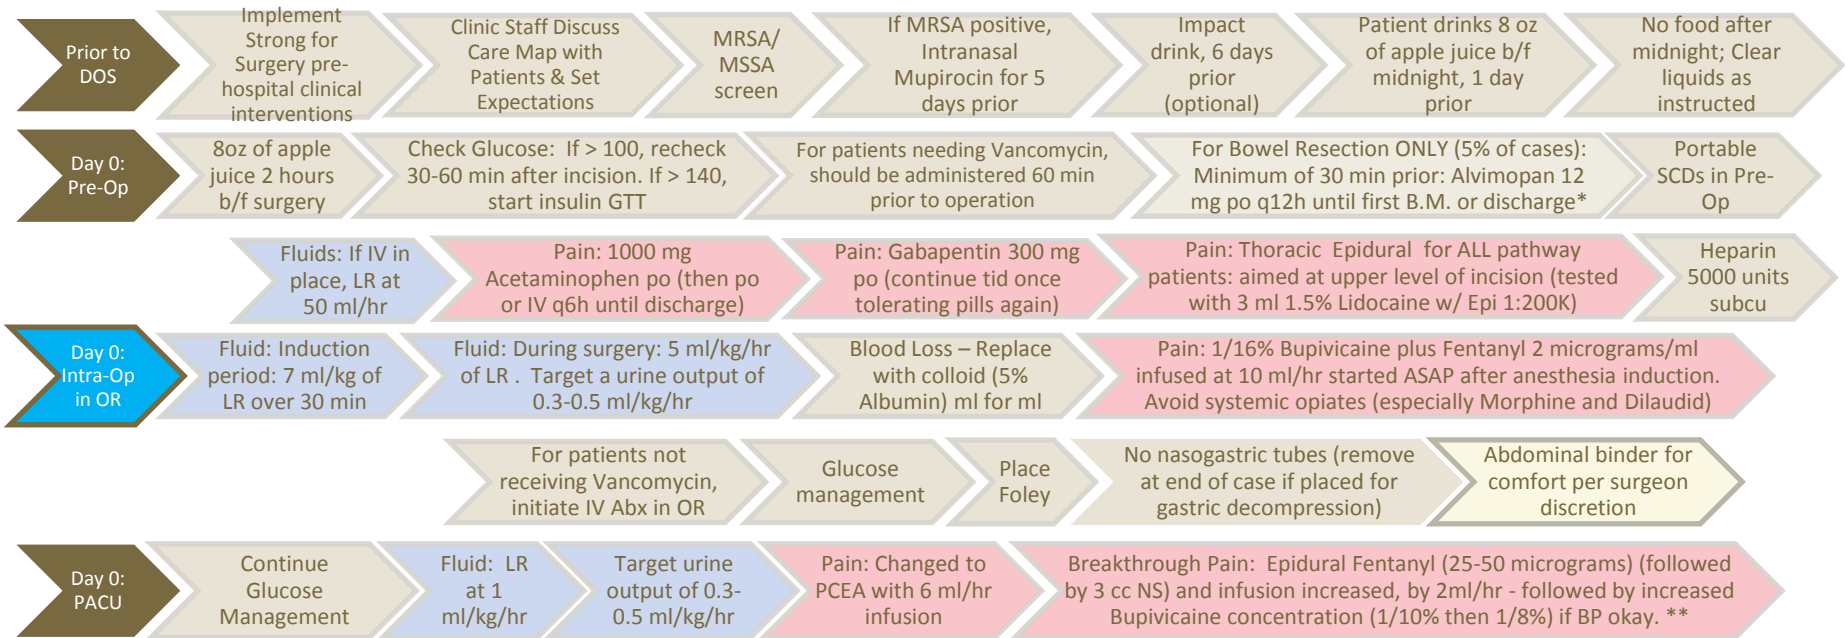 Prior to
DOS
Implement
Strong for
Surgery pre-
hospital clinical
interventions
Clinic Staff Discuss
Care Map with
Patients & Set
Expectations
MRSA/
MSSA
screen
If MRSA positive,
Intranasal
Mupirocin for 5
days prior
Impact
drink, 6 days
prior
(optional)
Patient drinks 8 oz
of apple juice b/f
midnight, 1 day
prior
No food after
midnight; Clear
liquids as
instructed
Day 0:
Pre-Op
8oz of apple
juice 2 hours
b/f surgery
Check Glucose: If > 100, recheck
30-60 min after incision. If > 140,
start insulin GTT
For patients needing Vancomycin,
should be administered 60 min
prior to operation
For Bowel Resection ONLY (5% of cases):
Minimum of 30 min prior: Alvimopan 12
mg po q12h until first B.M. or discharge*
Portable
SCDs in Pre-
Op
Fluids: If IV in
place, LR at
50 ml/hr
Pain: 1000 mg
Acetaminophen po (then po
or IV q6h until discharge)
Pain: Gabapentin 300 mg
po (continue tid once
tolerating pills again)
Pain: Thoracic Epidural for ALL pathway
patients: aimed at upper level of incision (tested
with 3 ml 1.5% Lidocaine w/ Epi 1:200K)
Heparin
5000 units
subcu
Day 0:
Intra-Op
in OR
Fluid: Induction
period: 7 ml/kg of
LR over 30 min
Fluid: During surgery: 5 ml/kg/hr
of LR . Target a urine output of
0.3-0.5 ml/kg/hr
Blood Loss – Replace
with colloid (5%
Albumin) ml for ml
Pain: 1/16% Bupivicaine plus Fentanyl 2 micrograms/ml
infused at 10 ml/hr started ASAP after anesthesia induction.
Avoid systemic opiates (especially Morphine and Dilaudid)
For patients not
receiving Vancomycin,
initiate IV Abx in OR
Glucose
management
Place
Foley
No nasogastric tubes (remove
at end of case if placed for
gastric decompression)
Abdominal binder for
comfort per surgeon
discretion
Day 0:
PACU
Continue
Glucose
Management
Fluid: LR
at 1
ml/kg/hr
Target urine
output of 0.3-
0.5 ml/kg/hr
Pain: Changed to
PCEA with 6 ml/hr
infusion
Breakthrough Pain: Epidural Fentanyl (25-50 micrograms) (followed
by 3 cc NS) and infusion increased, by 2ml/hr - followed by increased
Bupivicaine concentration (1/10% then 1/8%) if BP okay. **